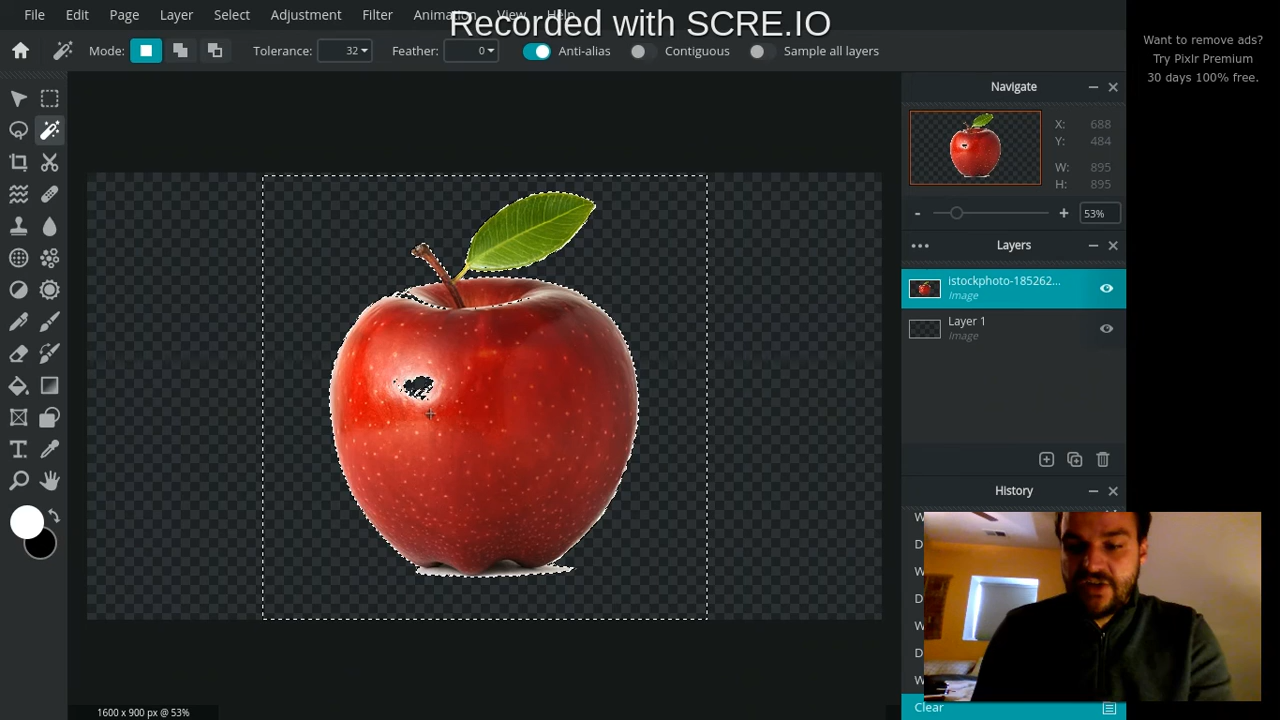 File Edit Page Layer Select Adjustment Filter View Help
Recorded with SCRE.IO
Mode: Tolerance: 32 Feather: 0 Anti-alias Contiguous Sample all layers
Want to remove ads?
Try Pixlr Premium
30 days 100% free.
Navigate
X: 688
Y: 484
W: 895
H: 895
- + 53%
Layers
istockphoto-185262...
Image
Layer 1
Image
History
W
D
W
D
W
D
W
Clear
1600 x 900 px @ 53%